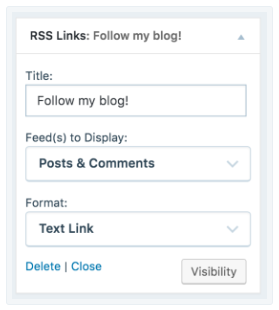 RSS Links: Follow my blog!
Title:
Follow my blog!
Feed(s) to Display:
Posts & Comments
Format:
Text Link
Delete | Close
Visibility